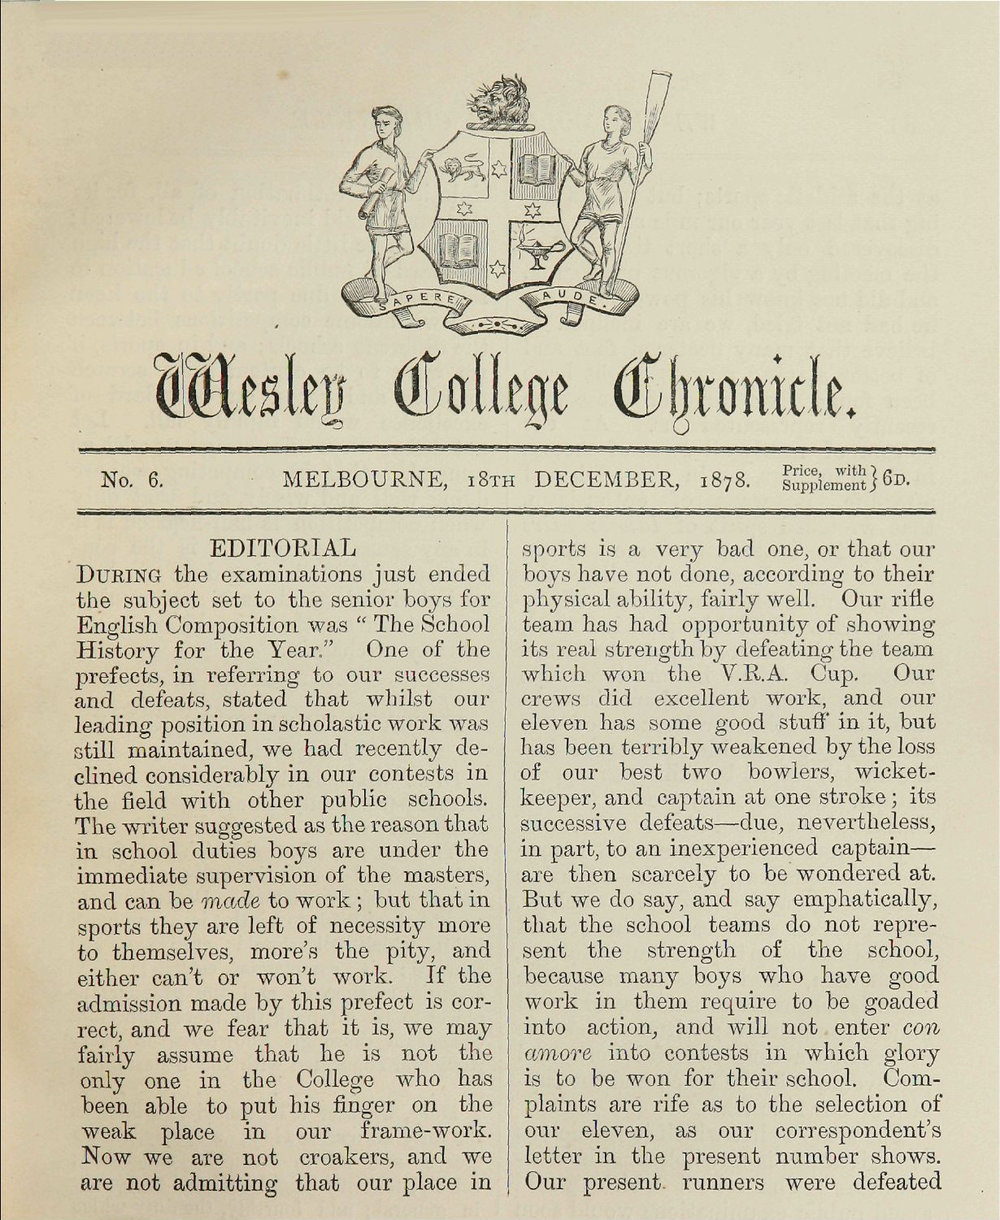 SAPERE AUDE.
Wesley College Chronicle.
No. 6. MELBOURNE, 18TH DECEMBER, 1878. Price, with Supplement } 6D.
EDITORIAL
DURING the examinations just ended
the subject set to the senior boys for
English Composition was “ The School
History for the Year.” One of the
prefects, in referring to our successes
and defeats, stated that whilst our
leading position in scholastic work was
still maintained, we had recently de-
clined considerably in our contests in
the field with other public schools.
The writer suggested as the reason that
in school duties boys are under the
immediate supervision of the masters,
and can be made to work ; but that in
sports they are left of necessity more
to themselves, more’s the pity, and
either can’t or won’t work. If the
admission made by this prefect is cor-
rect, and we fear that it is, we may
fairly assume that he is not the
only one in the College who has
been able to put his finger on the
weak place in our frame-work.
Now we are not croakers, and we
are not admitting that our place in
sports is a very bad one, or that our
boys have not done, according to their
physical ability, fairly well. Our rifle
team has had opportunity of showing
its real strength by defeating the team
which won the V.R.A. Cup. Our
crews did excellent work, and our
eleven has some good stuff in it, but
has been terribly weakened by the loss
of our best two bowlers, wicket-
keeper, and captain at one stroke ; its
successive defeats—due, nevertheless,
in part, to an inexperienced captain—
are then scarcely to be wondered at.
But we do say, and say emphatically,
that the school teams do not repre-
sent the strength of the school,
because many boys who have good
work in them require to be goaded
into action, and will not enter con
amore into contests in which glory
is to be won for their school. Com-
plaints are rife as to the selection of
our eleven, as our correspondent’s
letter in the present number shows.
Our present runners were defeated